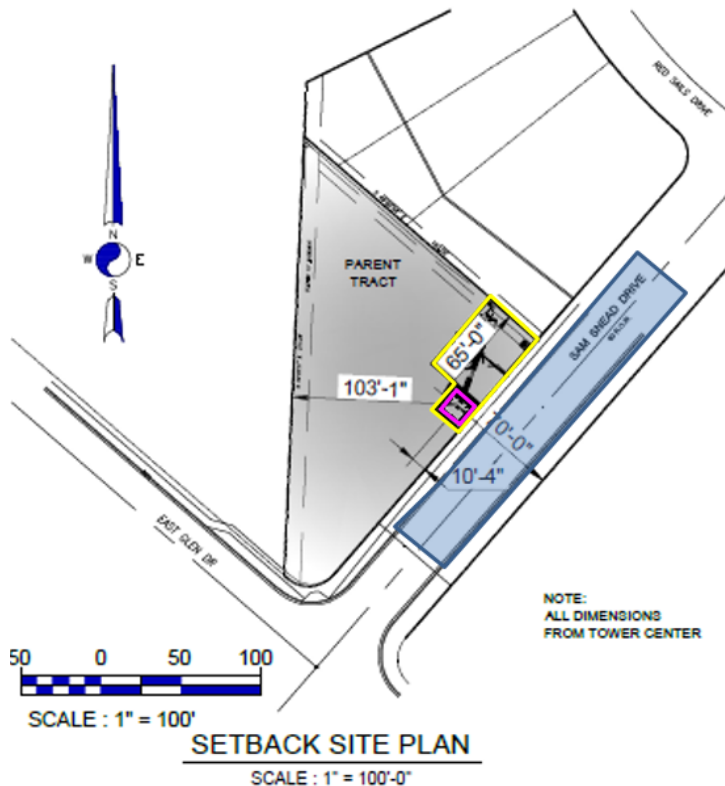 RED SAILS DRIVE
N
W E
S
PARENT
TRACT
SAM SNEAD DRIVE
65'-0"
103'-1"
70'-0"
10'-4"
EAST GLEN DR
NOTE:
ALL DIMENSIONS
FROM TOWER CENTER
50 0 50 100
SCALE : 1" = 100'
SETBACK SITE PLAN
SCALE : 1" = 100'-0"